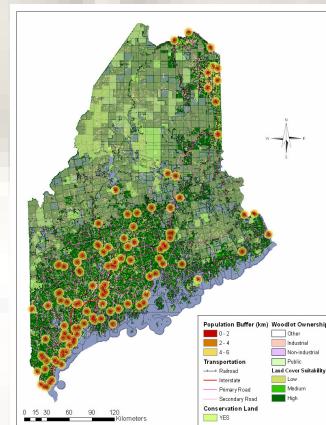 N
W E
S
Population Buffer (km)
0 - 2
2 - 4
4 - 6
Transportation
Railroad
Interstate
Primary Road
Secondary Road
Conservation Land
YES
Woodlot Ownership
Other
Industrial
Non-industrial
Public
Land Cover Suitability
Low
Medium
High
0 15 30 60 90 120
Kilometers